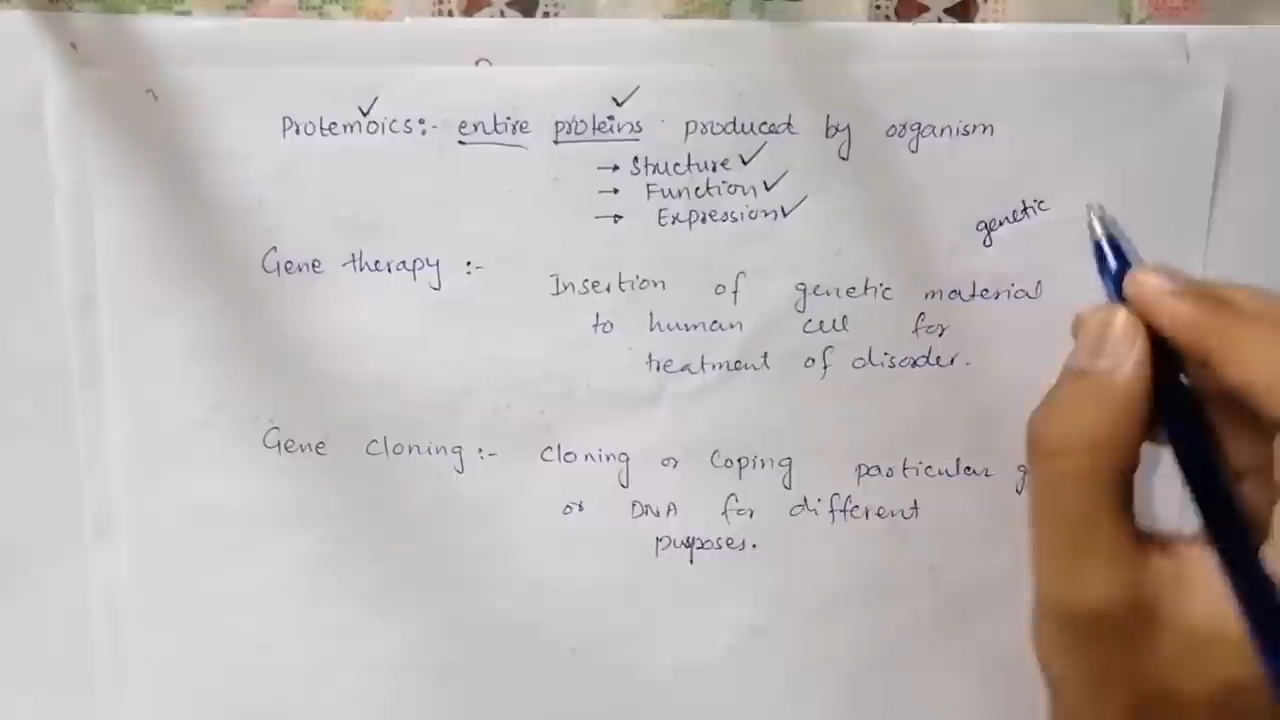 Protemoics:- entire proteins produced by organism
→ Structure ✓
→ Function ✓
→ Expression ✓
genetic
Gene therapy :- Insertion of genetic material
to human cell for
treatment of disorder.
Gene cloning:- Cloning or Coping particular g
or DNA for different
purposes.